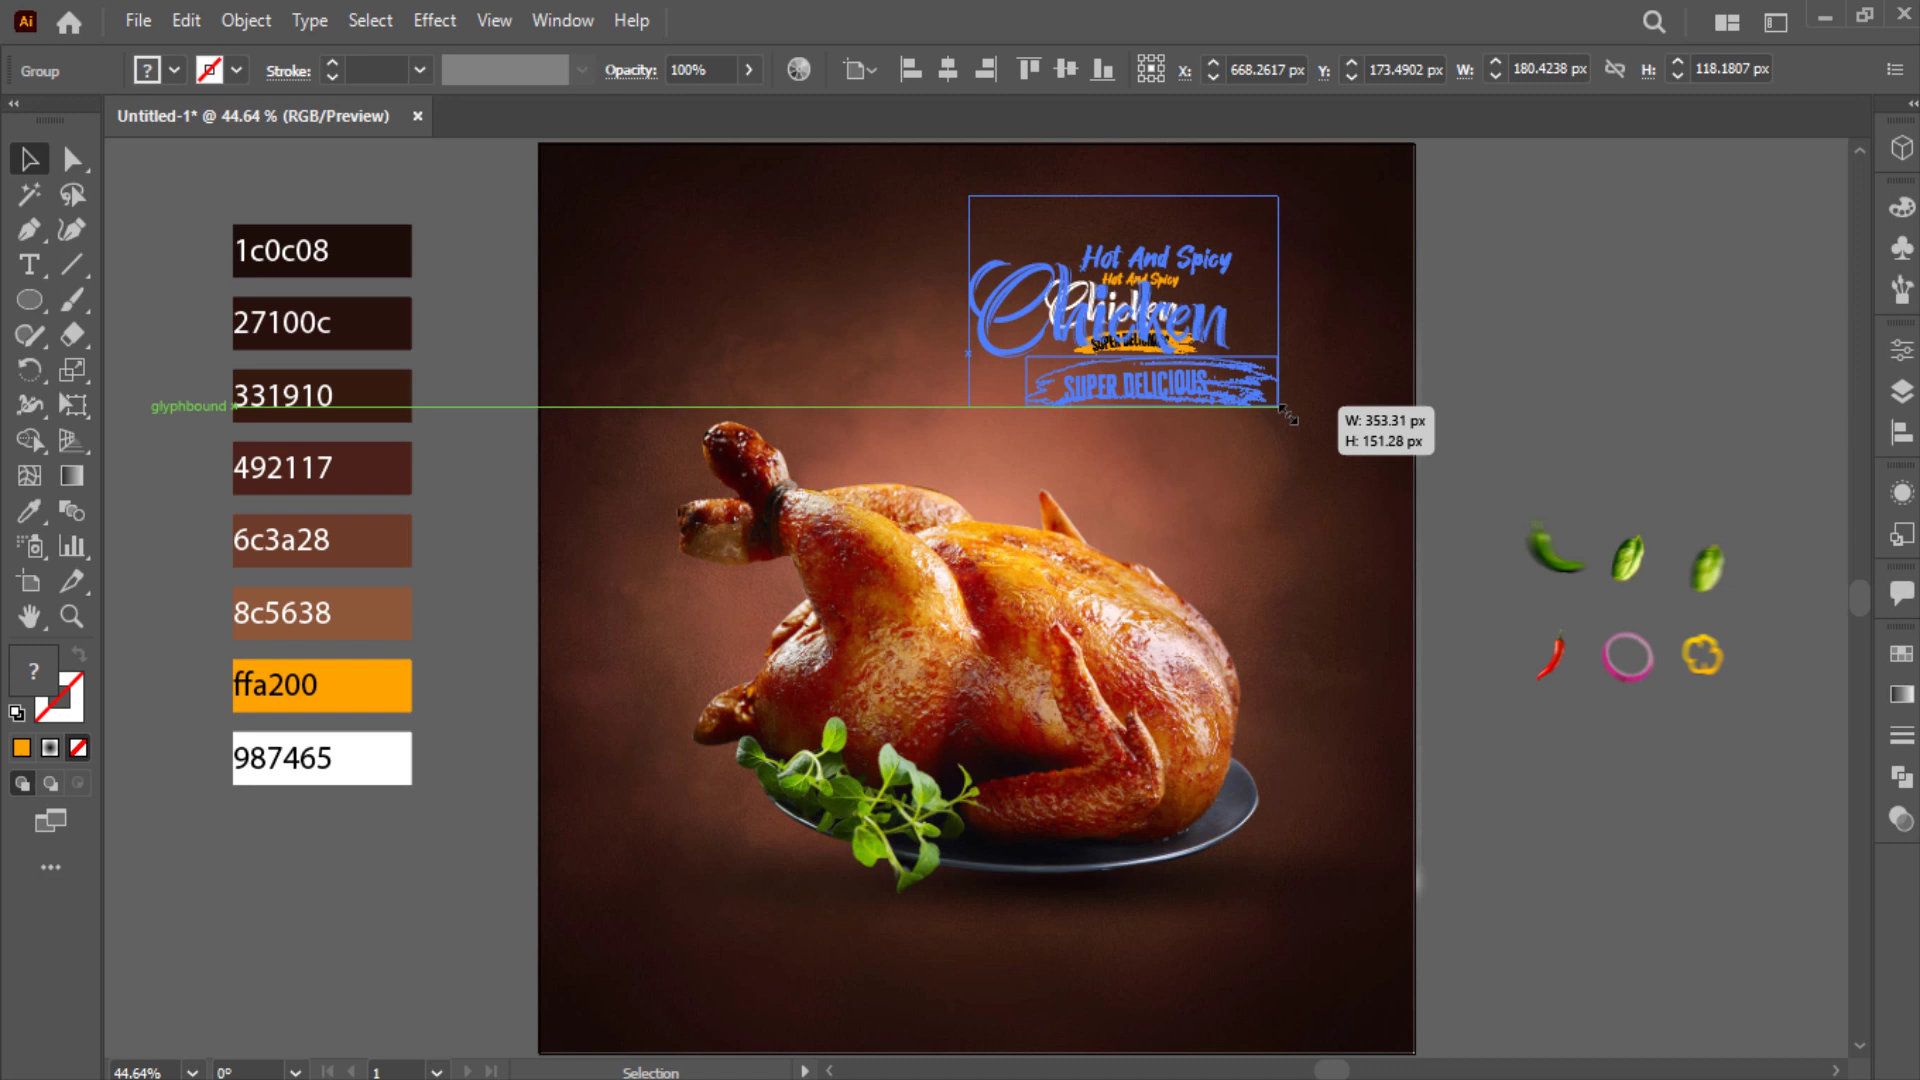 Ai File Edit Object Type Select Effect View Window Help
Group ? Stroke: Opacity: 100% X: 668.2617 px Y: 173.4902 px W: 180.4238 px H: 118.1807 px
Untitled-1* @ 44.64 % (RGB/Preview) ×
1c0c08
27100c
331910
glyphbound
492117
6c3a28
8c5638
ffa200
987465
Hot And Spicy
Hot And Spicy
Chicken
Chicken
SUPER DELICIOUS
SUPER DELICIOUS
W: 353.31 px
H: 151.28 px
?
44.64% 0° 1 Selection